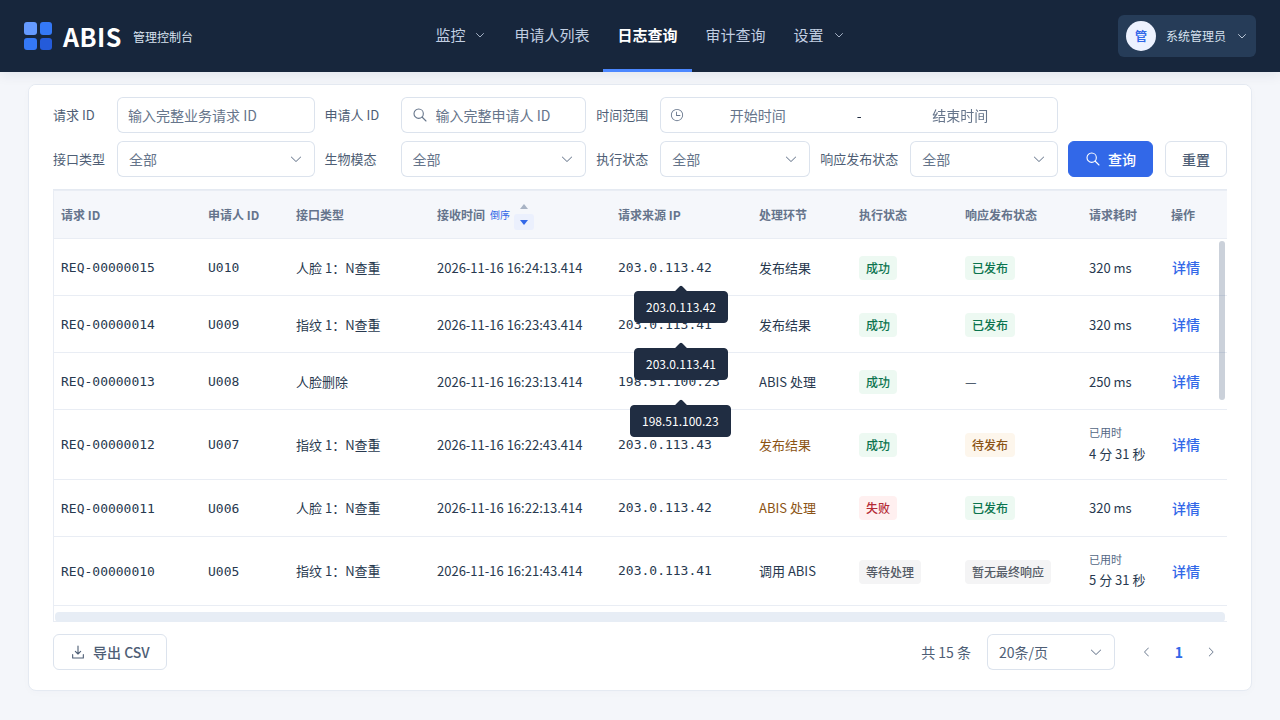 ABIS 管理控制台 监控 申请人列表 日志查询 审计查询 设置 管 系统管理员
请求 ID 输入完整业务请求 ID 申请人 ID 输入完整申请人 ID 时间范围 开始时间 - 结束时间
接口类型 全部 生物模态 全部 执行状态 全部 响应发布状态 全部 查询 重置
请求 ID 申请人 ID 接口类型 接收时间 倒序 请求来源 IP 处理环节 执行状态 响应发布状态 请求耗时 操作
REQ-00000015 U010 人脸 1：N查重 2026-11-16 16:24:13.414 203.0.113.42 发布结果 成功 已发布 320 ms 详情
203.0.113.42
REQ-00000014 U009 指纹 1：N查重 2026-11-16 16:23:43.414 203.0.113.41 发布结果 成功 已发布 320 ms 详情
203.0.113.41
REQ-00000013 U008 人脸删除 2026-11-16 16:23:13.414 198.51.100.23 ABIS 处理 成功 — 250 ms 详情
198.51.100.23
REQ-00000012 U007 指纹 1：N查重 2026-11-16 16:22:43.414 203.0.113.43 发布结果 成功 待发布 已用时 4 分 31 秒 详情
REQ-00000011 U006 人脸 1：N查重 2026-11-16 16:22:13.414 203.0.113.42 ABIS 处理 失败 已发布 320 ms 详情
REQ-00000010 U005 指纹 1：N查重 2026-11-16 16:21:43.414 203.0.113.41 调用 ABIS 等待处理 暂无最终响应 已用时 5 分 31 秒 详情
导出 CSV 共 15 条 20条/页 1